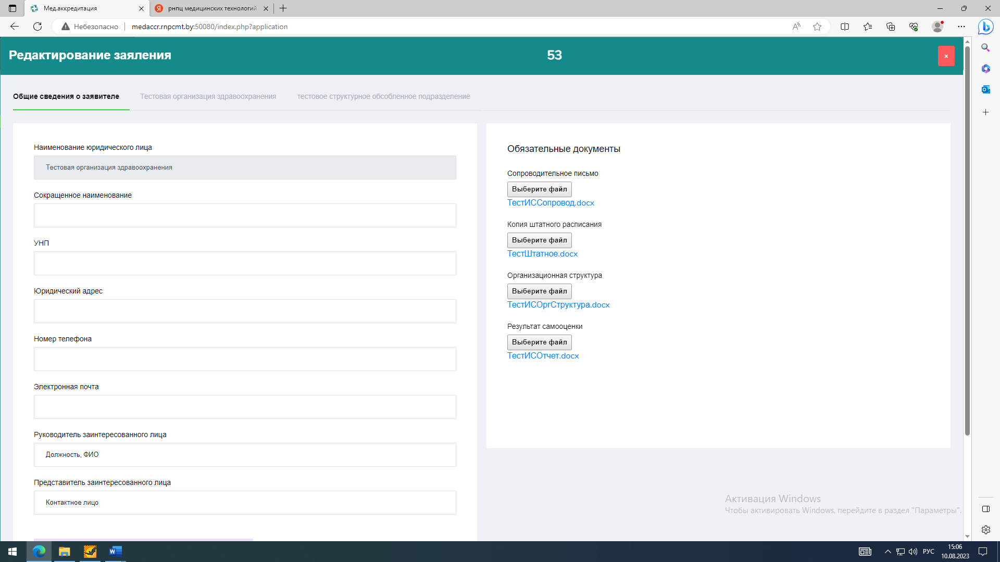 Мед.аккредитация
рнпц медицинских технологий
Небезопасно
medaccr.rnpcmt.by:50080/index.php?application
Редактирование заяления
53
Общие сведения о заявителе
Тестовая организация здравоохранения
тестовое структурное обсобленное подразделение
Наименование юридического лица
Тестовая организация здравоохранения
Сокращенное наименование
УНП
Юридический адрес
Номер телефона
Электронная почта
Руководитель заинтересованного лица
Должность, ФИО
Представитель заинтересованного лица
Контактное лицо
Обязательные документы
Сопроводительное письмо
Выберите файл
ТестИССопровод.docx
Копия штатного расписания
Выберите файл
ТестШтатное.docx
Организационная структура
Выберите файл
ТестИСОргСтруктура.docx
Результат самооценки
Выберите файл
ТестИСОтчет.docx
Активация Windows
Чтобы активировать Windows, перейдите в раздел "Параметры".
РУС
15:06
10.08.2023